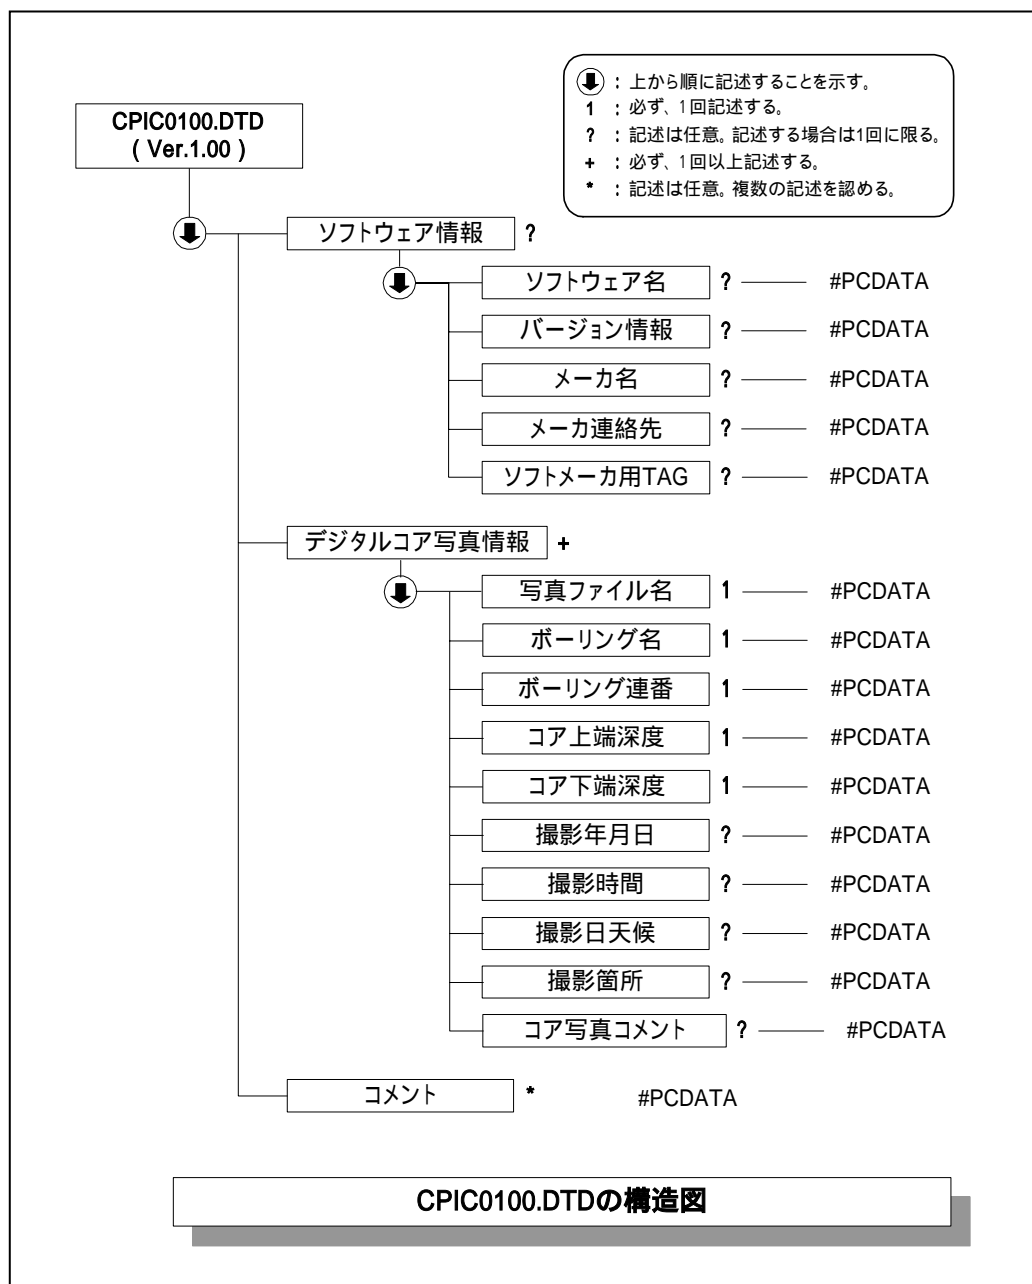 : 上から順に記述することを示す。
1 : 必ず、1回記述する。
? : 記述は任意。記述する場合は1回に限る。
+ : 必ず、1回以上記述する。
* : 記述は任意。複数の記述を認める。
CPIC0100.DTD
( Ver.1.00 )
ソフトウェア情報 ?
ソフトウェア名 ? #PCDATA
バージョン情報 ? #PCDATA
メーカ名 ? #PCDATA
メーカ連絡先 ? #PCDATA
ソフトメーカ用TAG ? #PCDATA
デジタルコア写真情報 +
写真ファイル名 1 #PCDATA
ボーリング名 1 #PCDATA
ボーリング連番 1 #PCDATA
コア上端深度 1 #PCDATA
コア下端深度 1 #PCDATA
撮影年月日 ? #PCDATA
撮影時間 ? #PCDATA
撮影日天候 ? #PCDATA
撮影箇所 ? #PCDATA
コア写真コメント ? #PCDATA
コメント * #PCDATA
CPIC0100.DTDの構造図